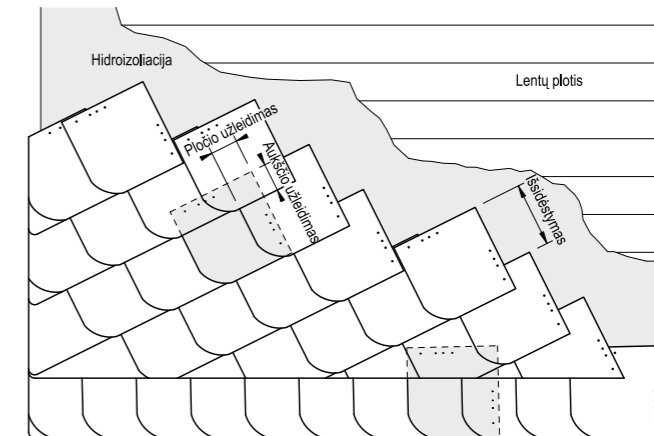 Hidroizoliacija
Lentų plotis
Pločio užleidimas
Aukščio užleidimas
Išsidėstymas